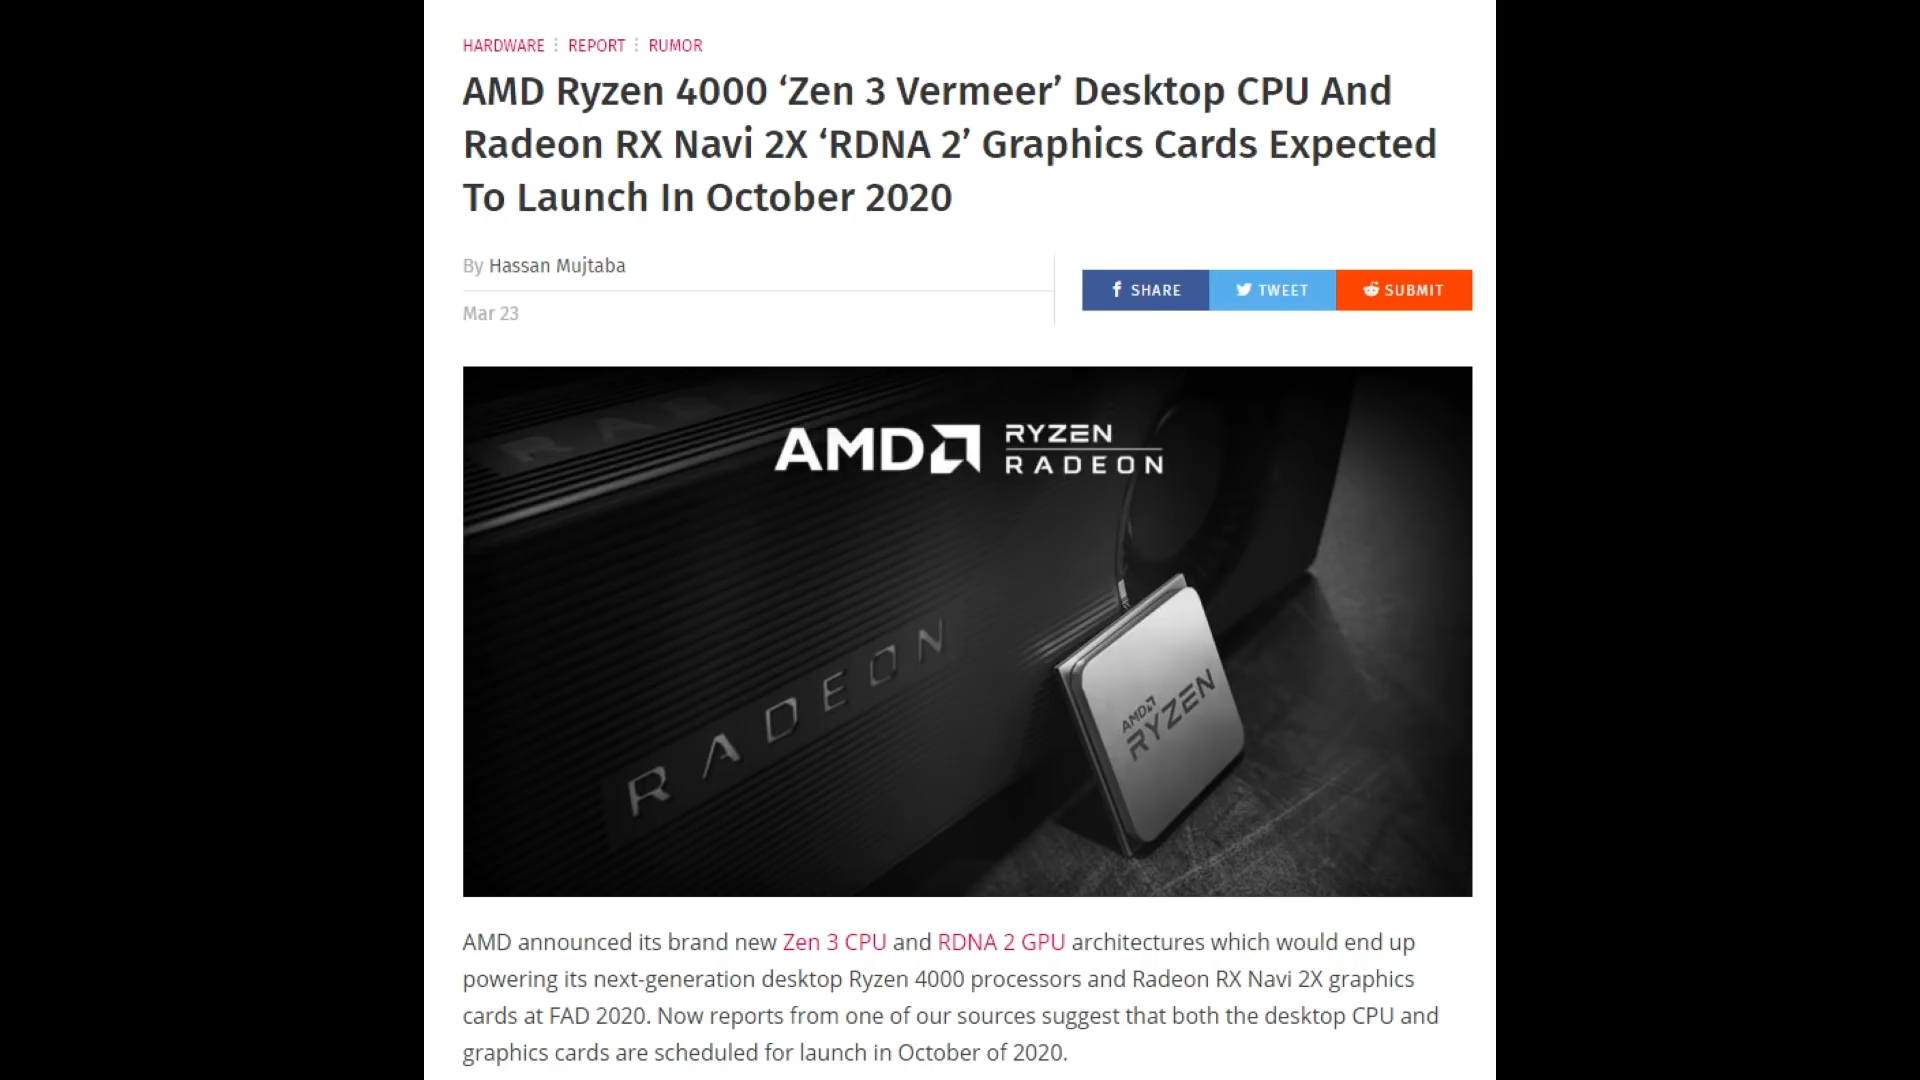 HARDWARE ⋮ REPORT ⋮ RUMOR
AMD Ryzen 4000 ‘Zen 3 Vermeer’ Desktop CPU And
Radeon RX Navi 2X ‘RDNA 2’ Graphics Cards Expected
To Launch In October 2020
By Hassan Mujtaba
Mar 23
SHARE
TWEET
SUBMIT
AMD RYZEN
RADEON
RADEON
AMD
RYZEN
AMD announced its brand new Zen 3 CPU and RDNA 2 GPU architectures which would end up
powering its next-generation desktop Ryzen 4000 processors and Radeon RX Navi 2X graphics
cards at FAD 2020. Now reports from one of our sources suggest that both the desktop CPU and
graphics cards are scheduled for launch in October of 2020.